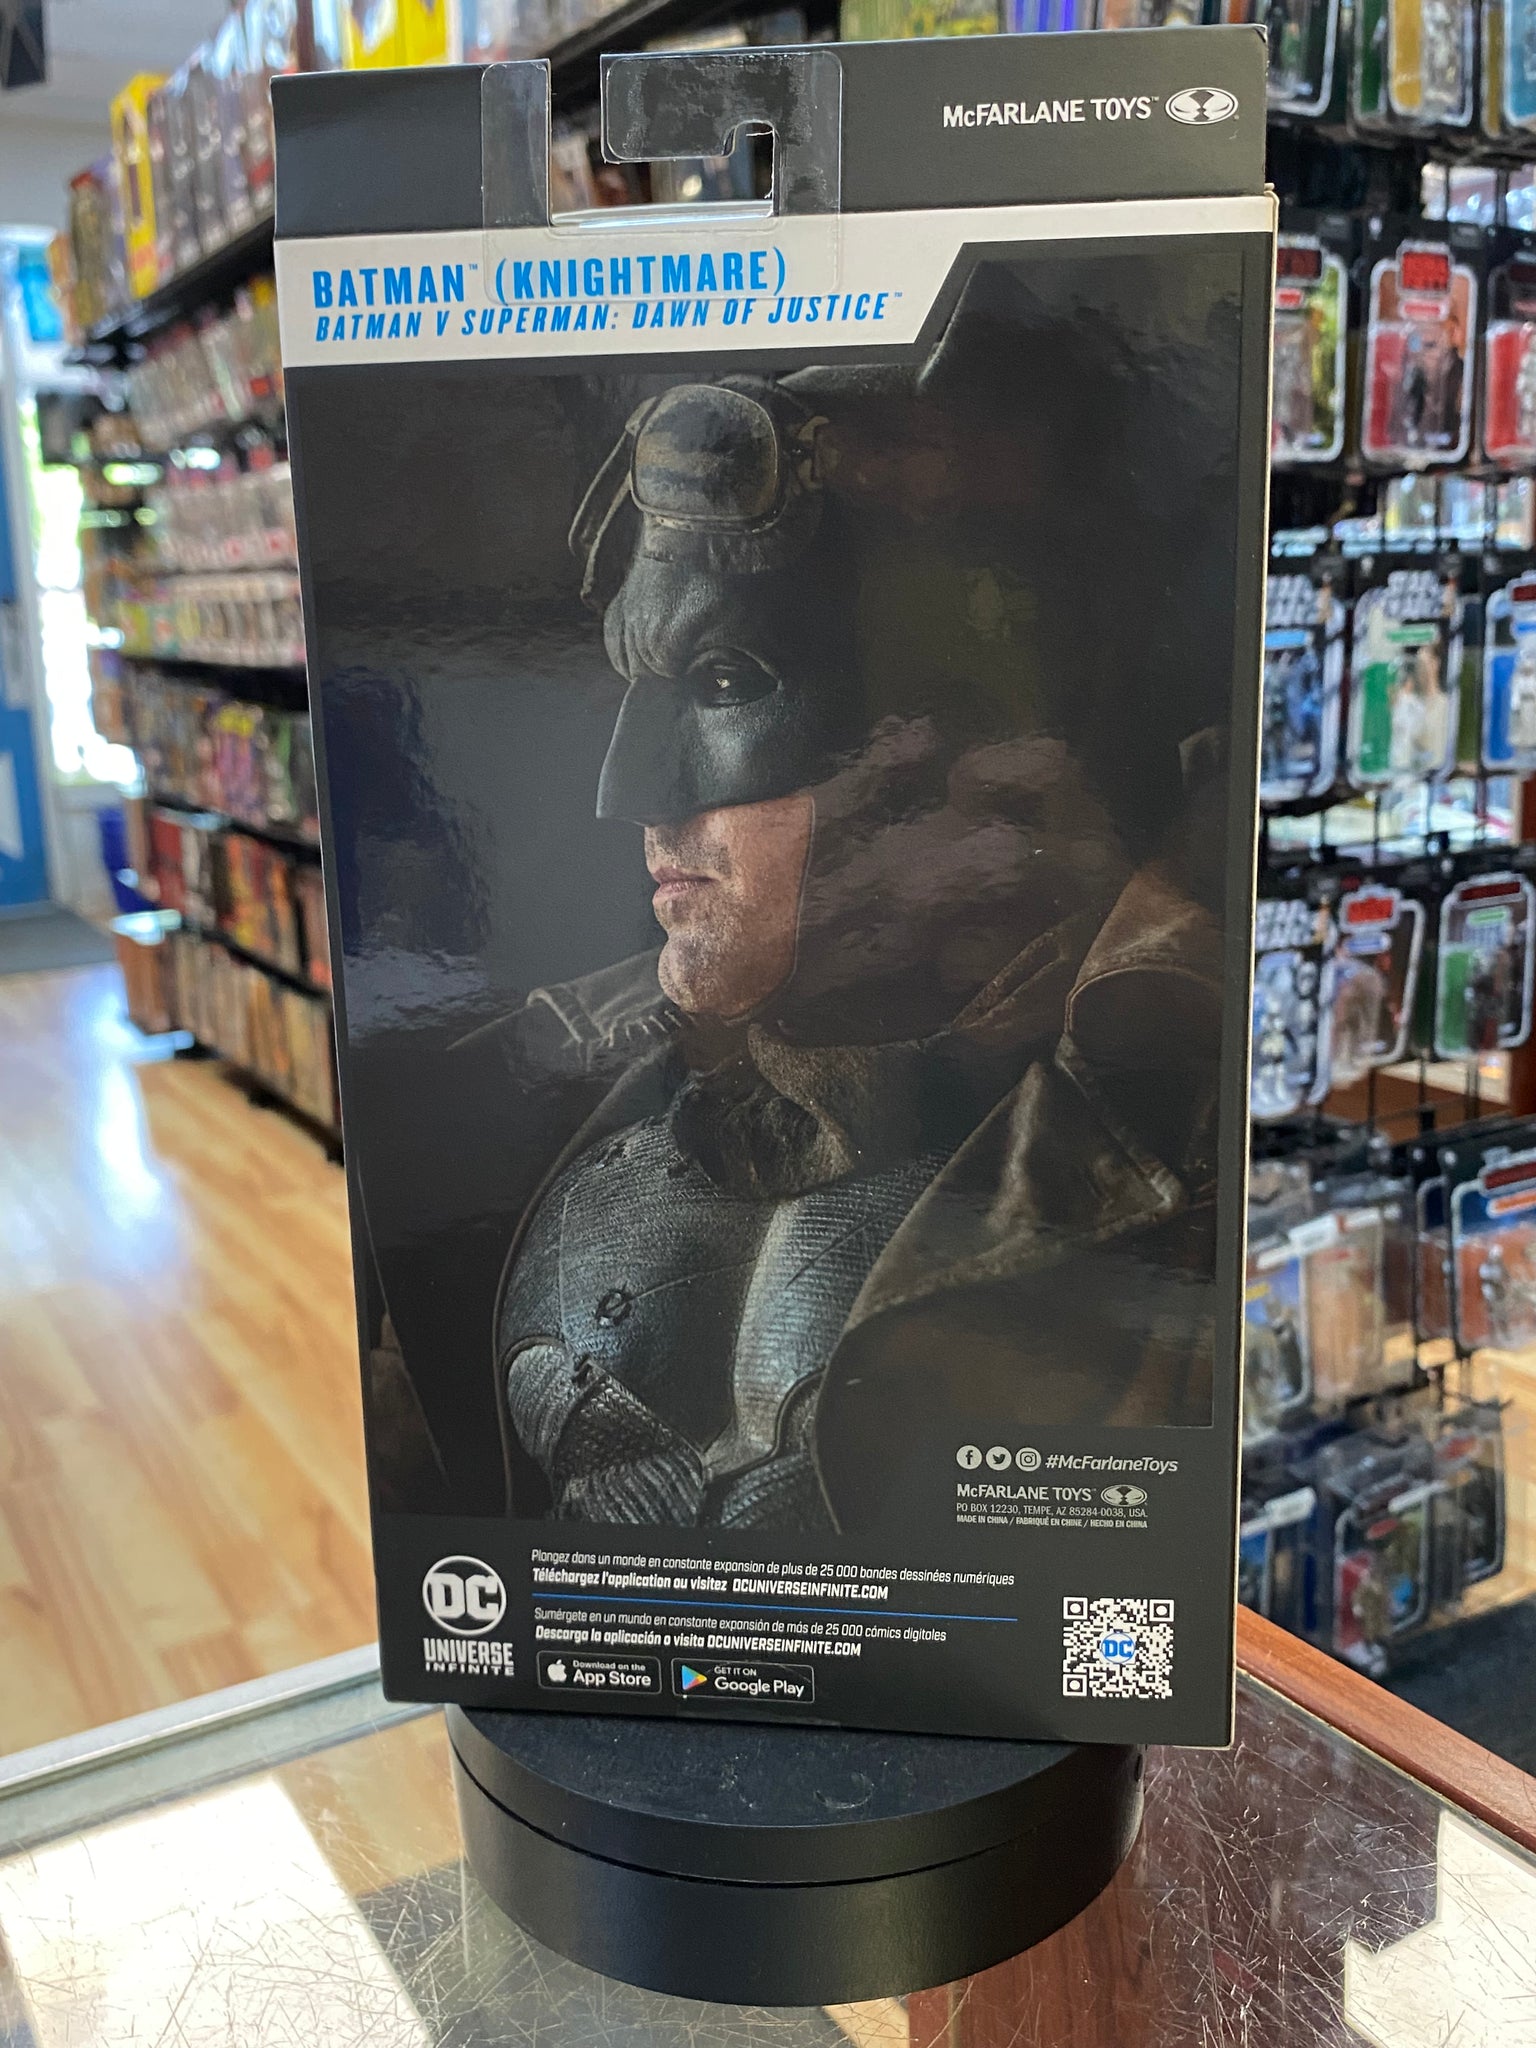 McFARLANE TOYS™
BATMAN™ (KNIGHTMARE)
BATMAN V SUPERMAN: DAWN OF JUSTICE™
#McFarlaneToys
McFARLANE TOYS
PO BOX 12230, TEMPE, AZ 85284-0038, USA.
MADE IN CHINA / FABRIQUÉ EN CHINE / HECHO EN CHINA
Plongez dans un monde en constante expansion de plus de 25 000 bandes dessinées numériques
Téléchargez l'application ou visitez DCUNIVERSEINFINITE.COM
Sumérgete en un mundo en constante expansión de más de 25 000 cómics digitales
Descarga la aplicación o visita DCUNIVERSEINFINITE.COM
DC
UNIVERSE
INFINITE
Download on the
App Store
GET IT ON
Google Play
DC